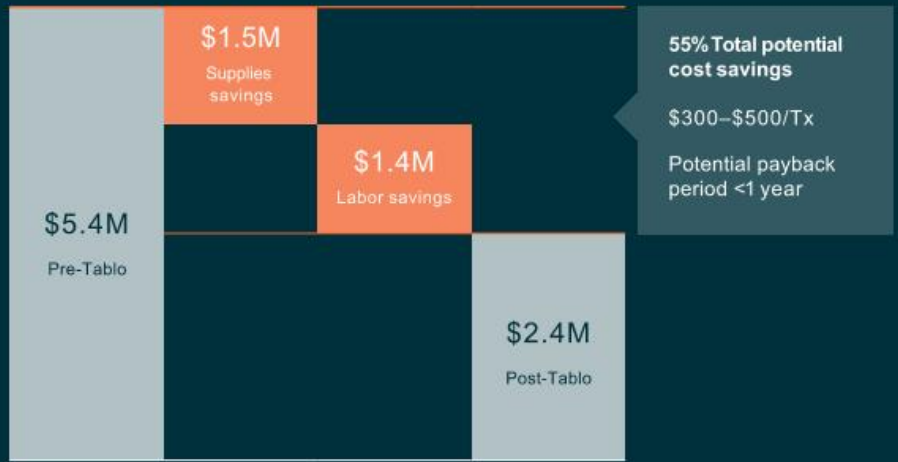 $1.5M
Supplies
savings
$1.4M
Labor savings
$5.4M
Pre-Tablo
$2.4M
Post-Tablo
55% Total potential
cost savings
$300–$500/Tx
Potential payback
period <1 year